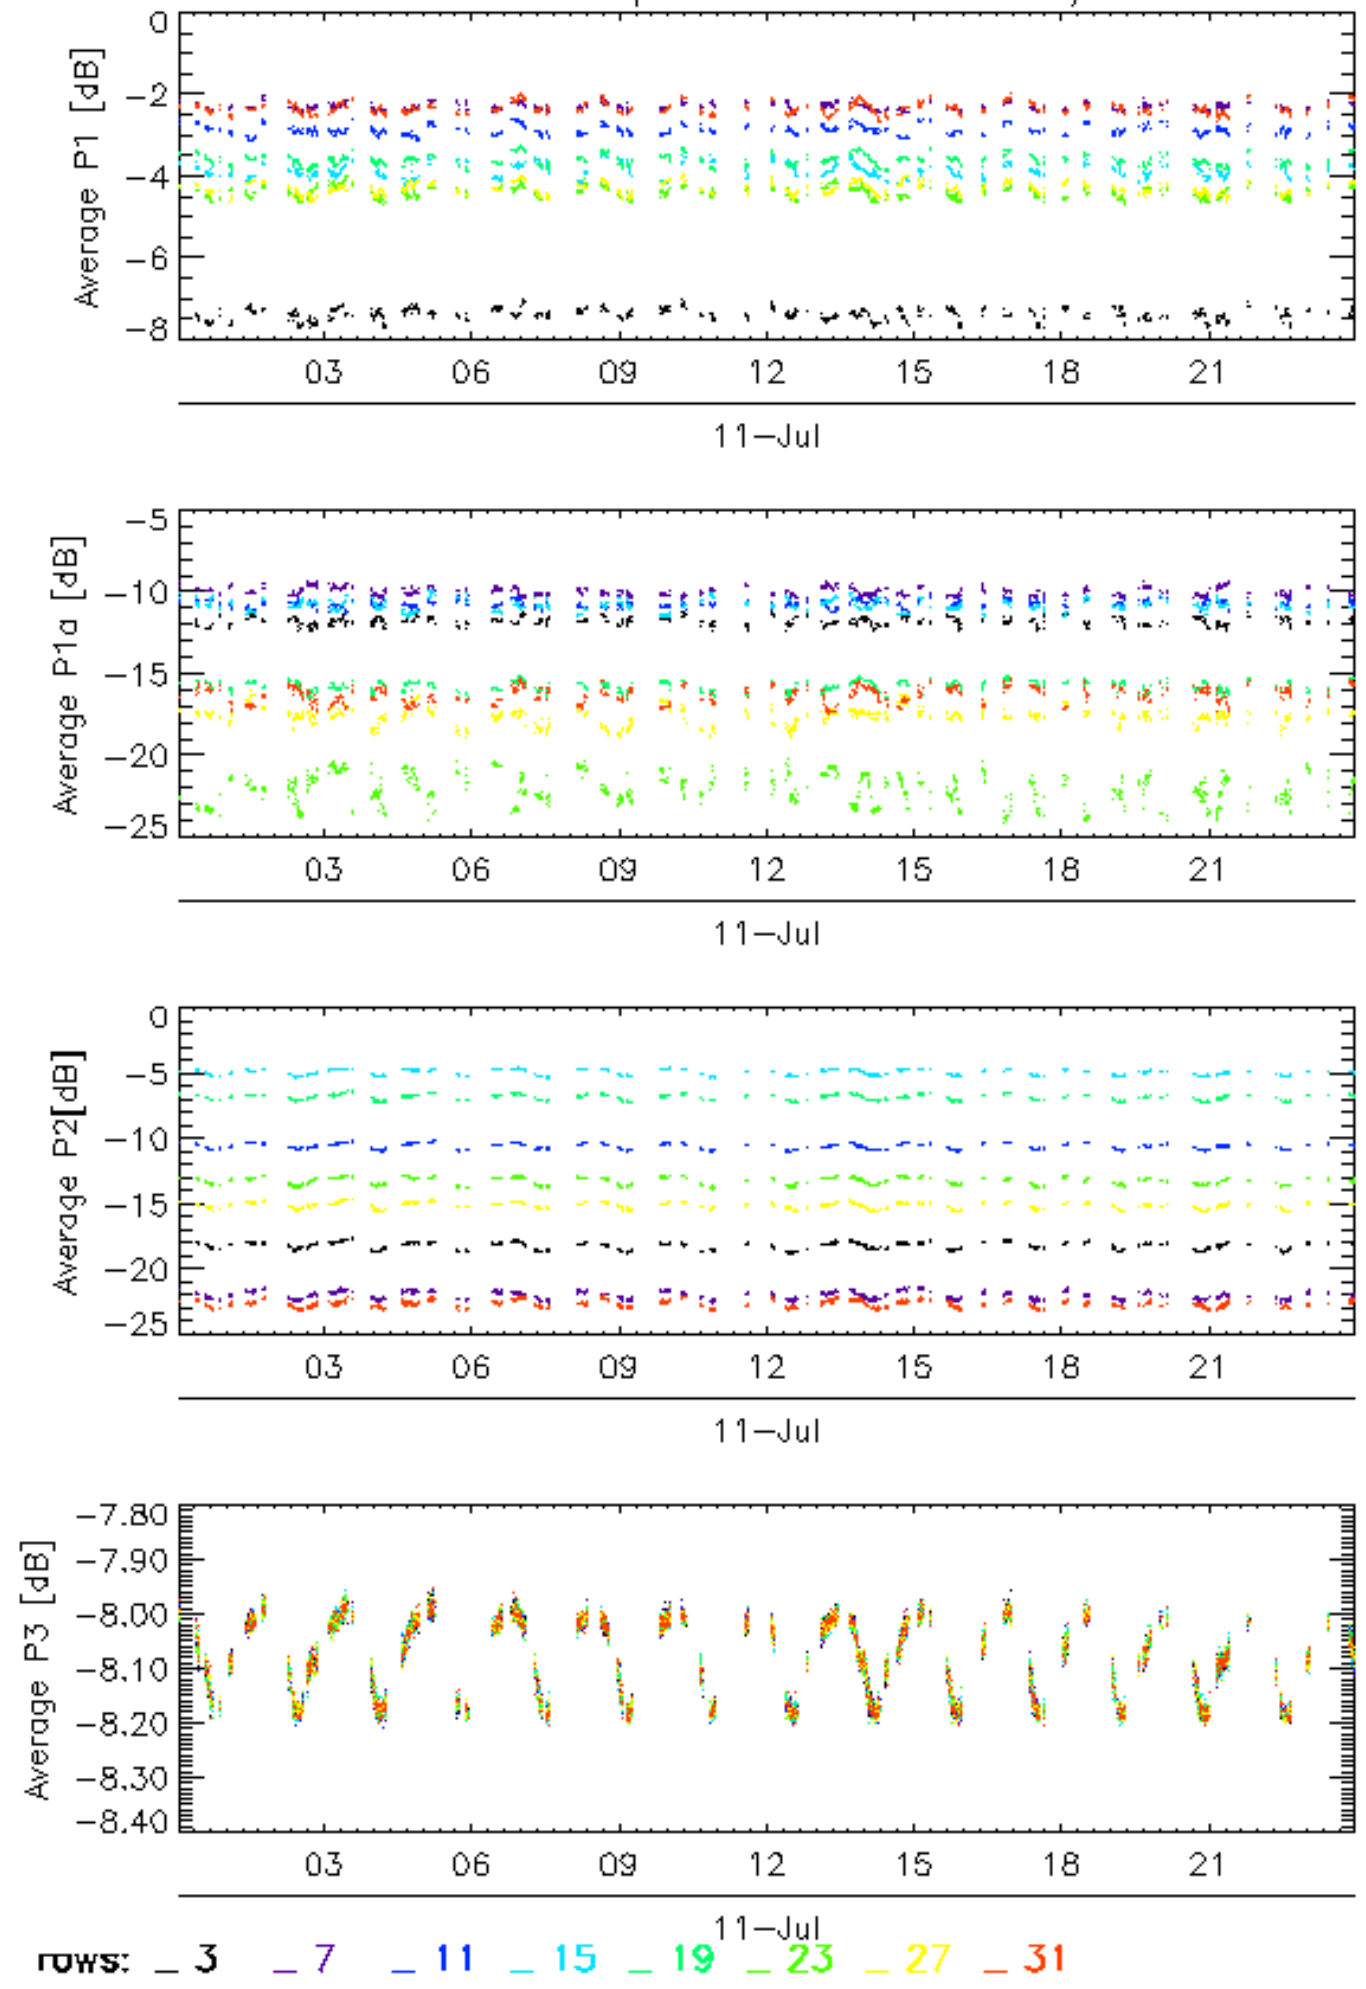 Average P1 [dB]
0
-2
-4
-6
-8
03 06 09 12 15 18 21
11-Jul
Average P1a [dB]
-5
-10
-15
-20
-25
03 06 09 12 15 18 21
11-Jul
Average P2[dB]
0
-5
-10
-15
-20
-25
03 06 09 12 15 18 21
11-Jul
Average P3 [dB]
-7.80
-7.90
-8.00
-8.10
-8.20
-8.30
-8.40
03 06 09 12 15 18 21
11-Jul
rows: _ 3 _ 7 _ 11 _ 15 _ 19 _ 23 _ 27 _ 31